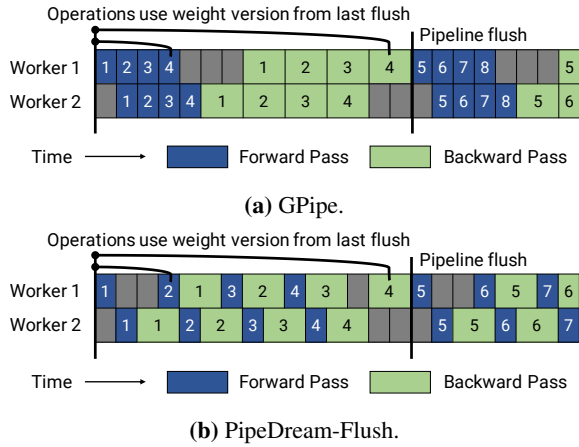 Operations use weight version from last flush
Pipeline flush
Worker 1 1 2 3 4 1 2 3 4 5 6 7 8 5
Worker 2 1 2 3 4 1 2 3 4 5 6 7 8 5 6
Time Forward Pass Backward Pass
(a) GPipe.
Operations use weight version from last flush
Pipeline flush
Worker 1 1 2 1 3 2 4 3 4 5 6 5 7 6
Worker 2 1 1 2 2 3 3 4 4 5 5 6 6 7
Time Forward Pass Backward Pass
(b) PipeDream-Flush.